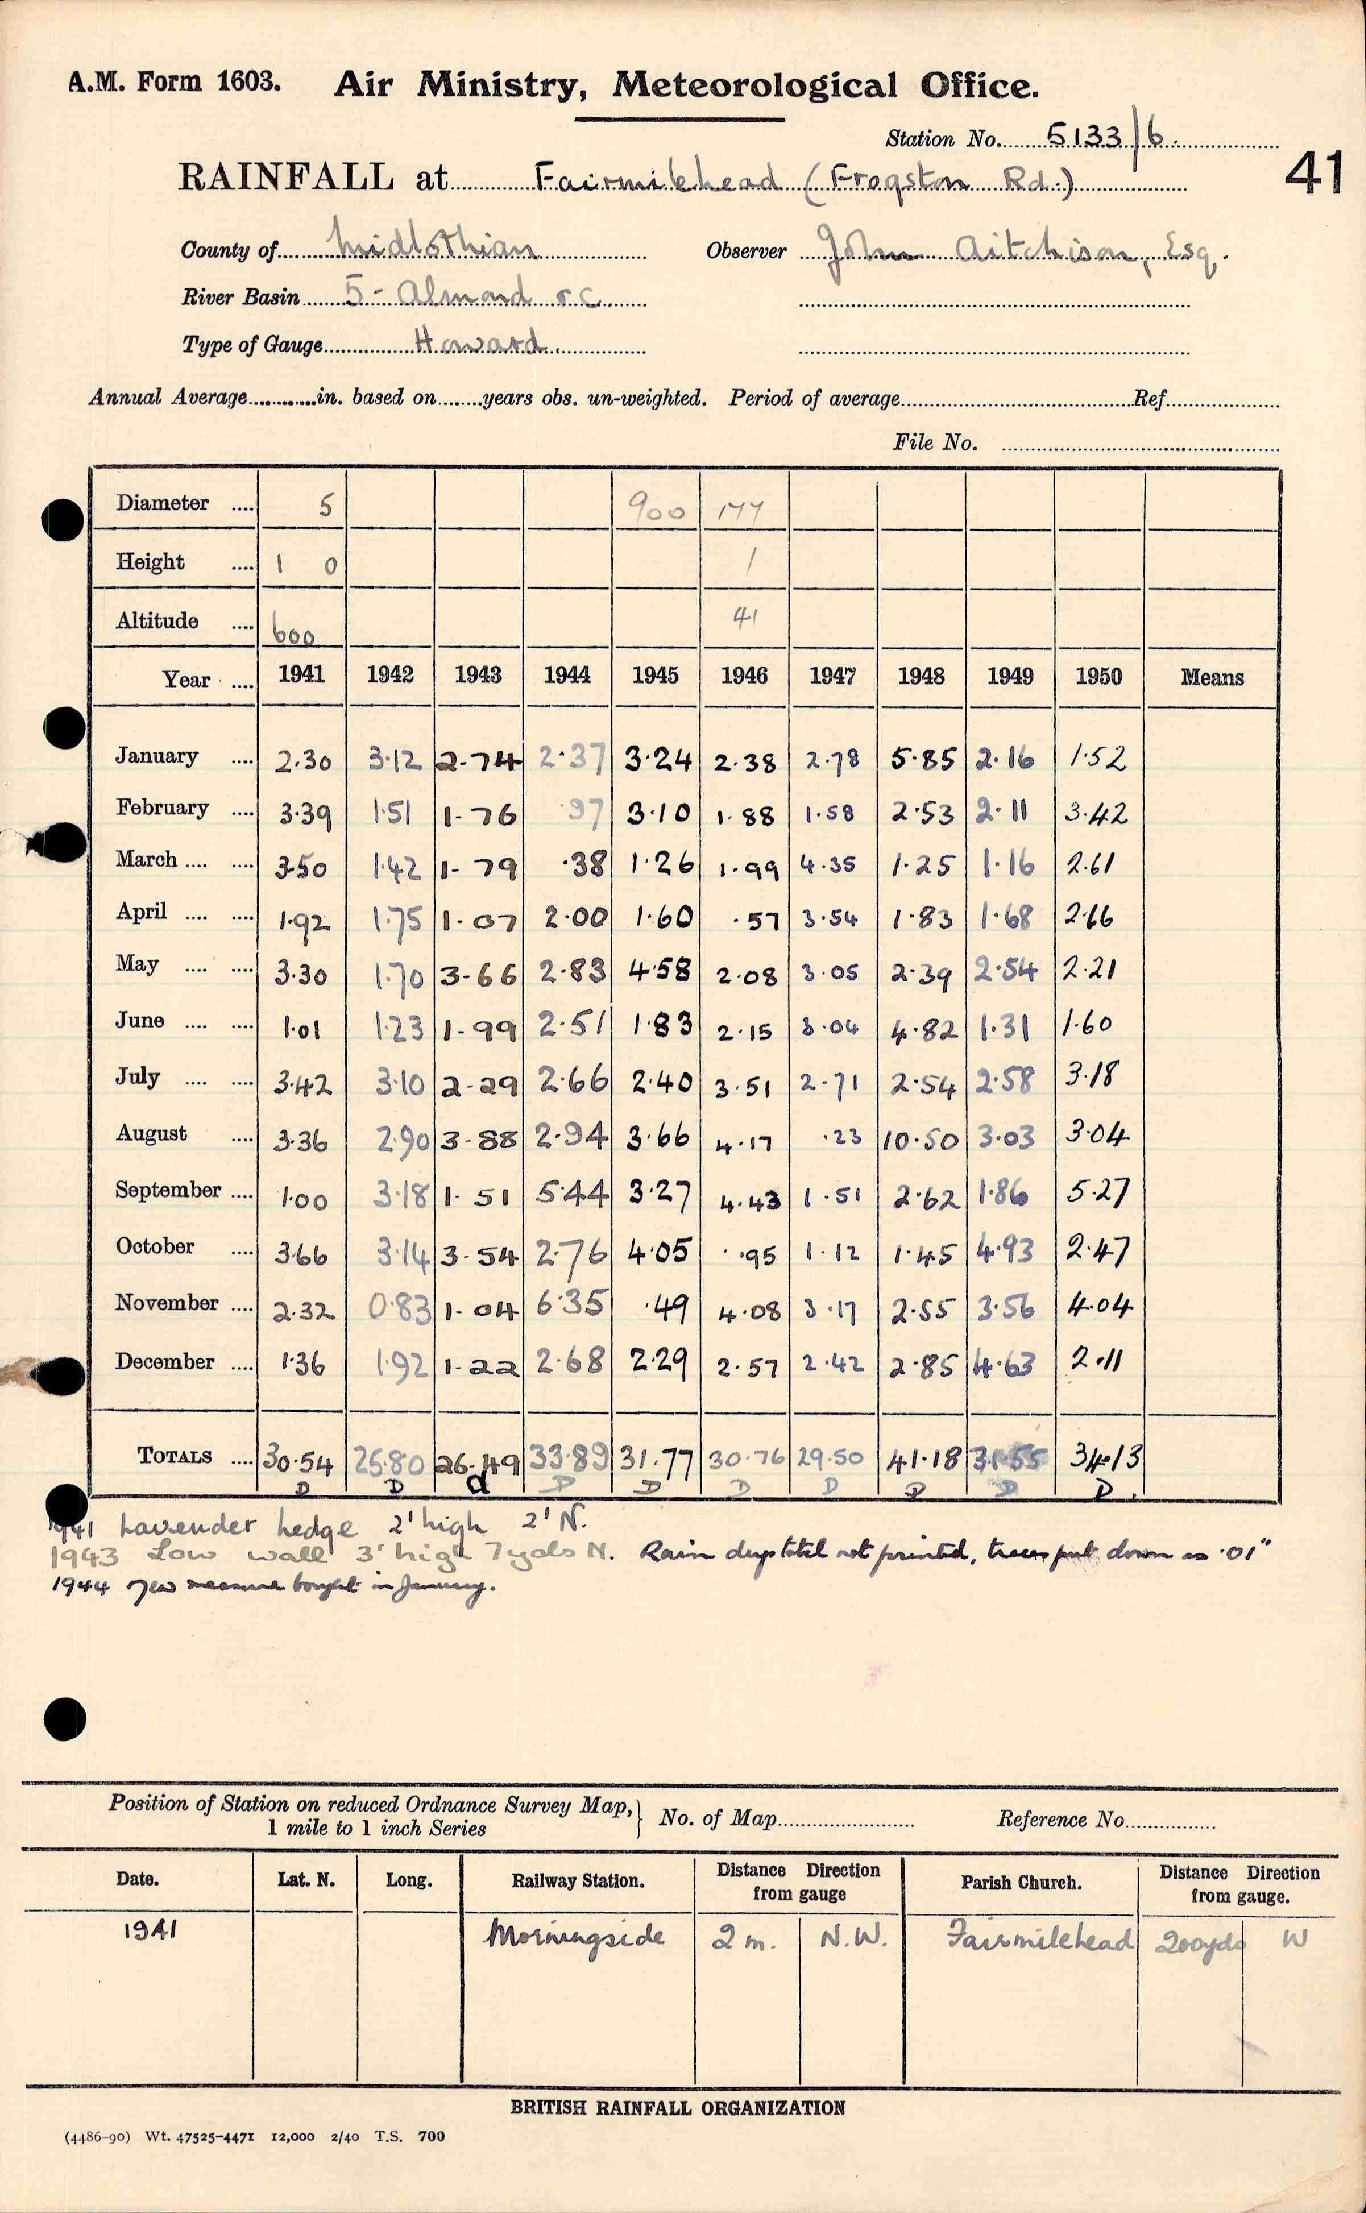 A.M. Form 1603. Air Ministry, Meteorological Office.
Station No. 5133/6.
41
RAINFALL at Fairmilehead (Frogston Rd.)
County of Midlothian Observer John Aitchison, Esq.
River Basin 5 - Almond r.c.
Type of Gauge Howard
Annual Average in. based on years obs. un-weighted. Period of average Ref
File No.
Diameter 5 900 177
Height 1 0 1
Altitude 600 41
Year 1941 1942 1943 1944 1945 1946 1947 1948 1949 1950 Means
January 2.30 3.12 2.74 2.37 3.24 2.38 2.78 5.85 2.16 1.52
February 3.39 1.51 1.76 .97 3.10 1.88 1.58 2.53 2.11 3.42
March 3.50 1.42 1.79 .38 1.26 1.99 4.35 1.25 1.16 2.61
April 1.92 1.75 1.07 2.00 1.60 .57 3.54 1.83 1.68 2.66
May 3.30 1.70 3.66 2.83 4.58 2.08 3.05 2.39 2.54 2.21
June 1.01 1.23 1.99 2.51 1.83 2.15 3.04 4.82 1.31 1.60
July 3.42 3.10 2.29 2.66 2.40 3.51 2.71 2.54 2.58 3.18
August 3.36 2.90 3.88 2.94 3.66 4.17 .23 10.50 3.03 3.04
September 1.00 3.18 1.51 5.44 3.27 4.43 1.51 2.62 1.86 5.27
October 3.66 3.14 3.54 2.76 4.05 .95 1.12 1.45 4.93 2.47
November 2.32 0.83 1.04 6.35 .49 4.08 3.17 2.55 3.56 4.04
December 1.36 1.92 1.22 2.68 2.29 2.57 2.42 2.85 4.63 2.11
TOTALS 30.54 25.80 26.49 33.89 31.77 30.76 29.50 41.18 31.55 34.13
D D d D D D D D D D.
1941 Lavender hedge 2' high 2' N.
1943 Low wall 3' high 7 yds N. Rain dup total not printed, traces put down as .01"
1944 New measure bought in January.
Position of Station on reduced Ordnance Survey Map, 1 mile to 1 inch Series } No. of Map Reference No.
Date. Lat. N. Long. Railway Station. Distance Direction from gauge Parish Church. Distance Direction from gauge.
1941 Morningside 2 m. N.W. Fairmilehead 200yds W
BRITISH RAINFALL ORGANIZATION
(4486-90) Wt. 47525-4471 12,000 2/40 T.S. 700